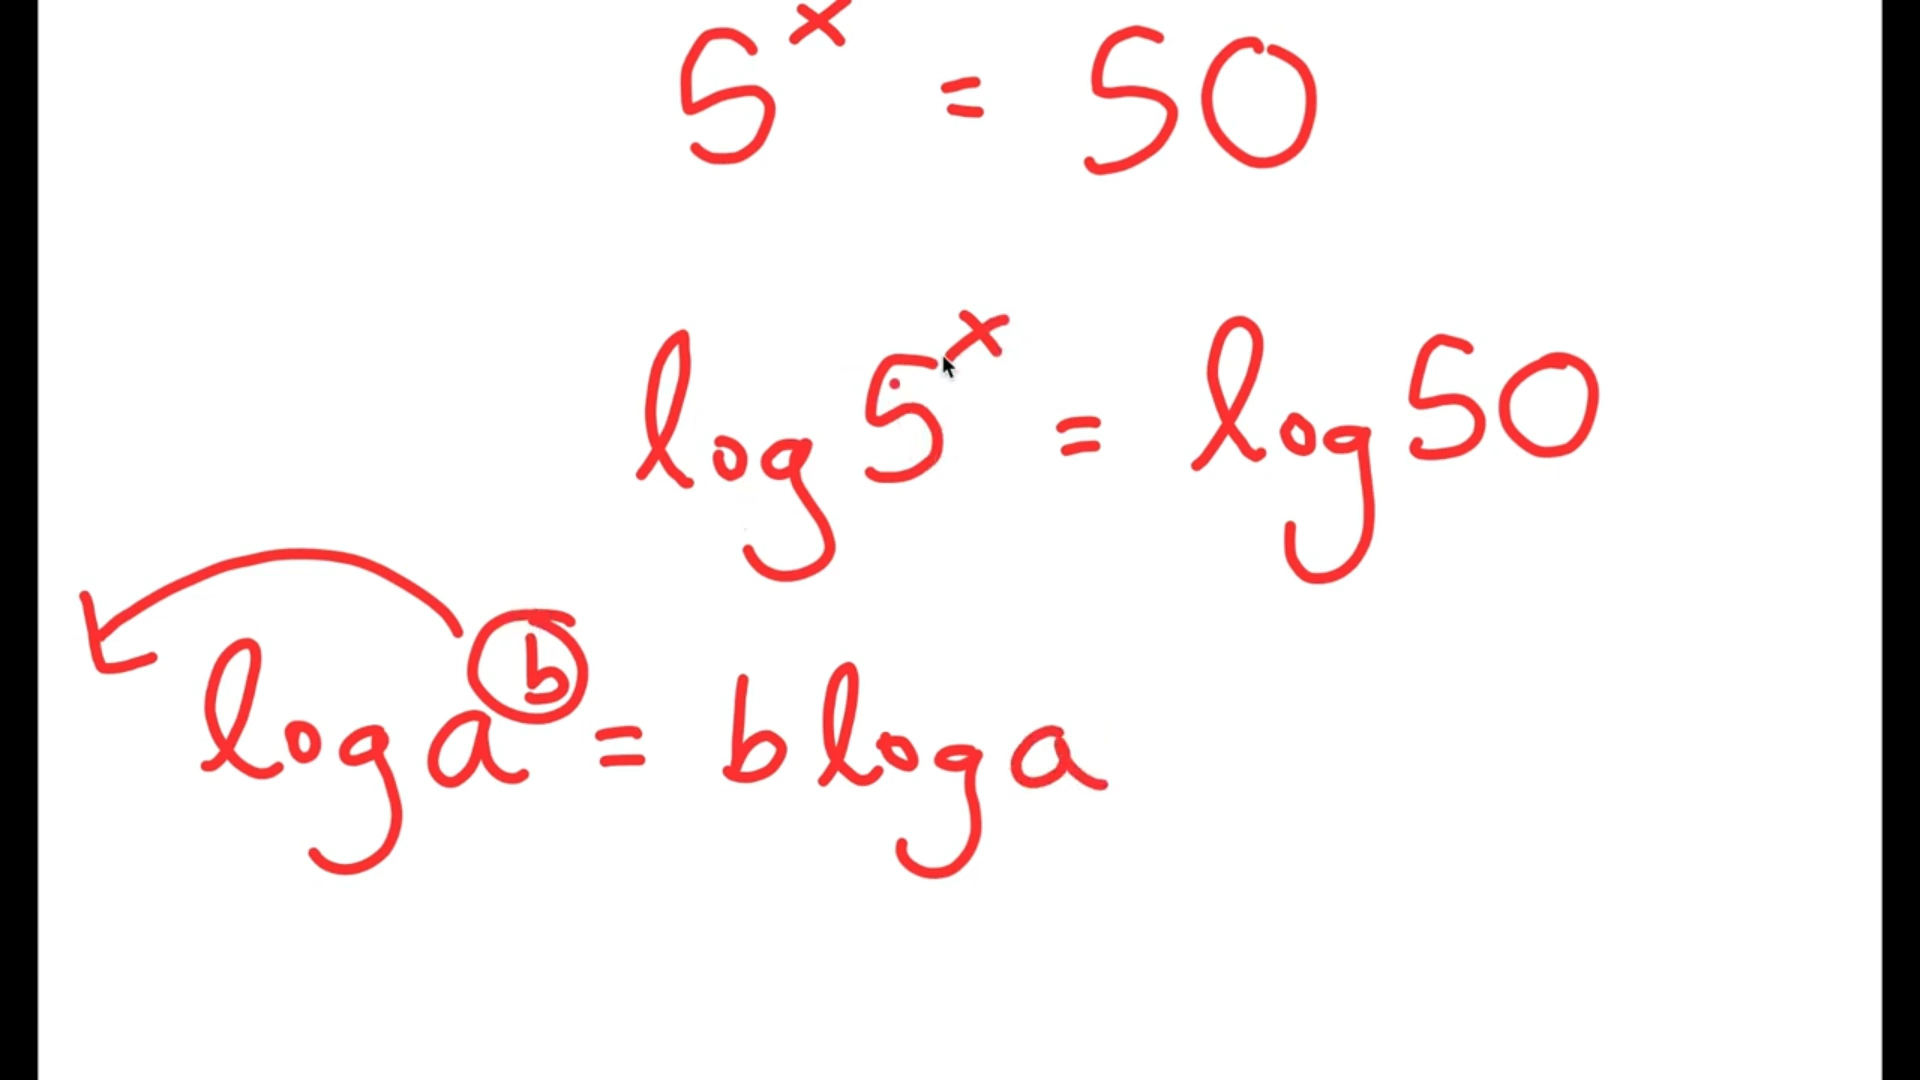 5^x = 50
log 5^x = log 50
log a^b = b log a